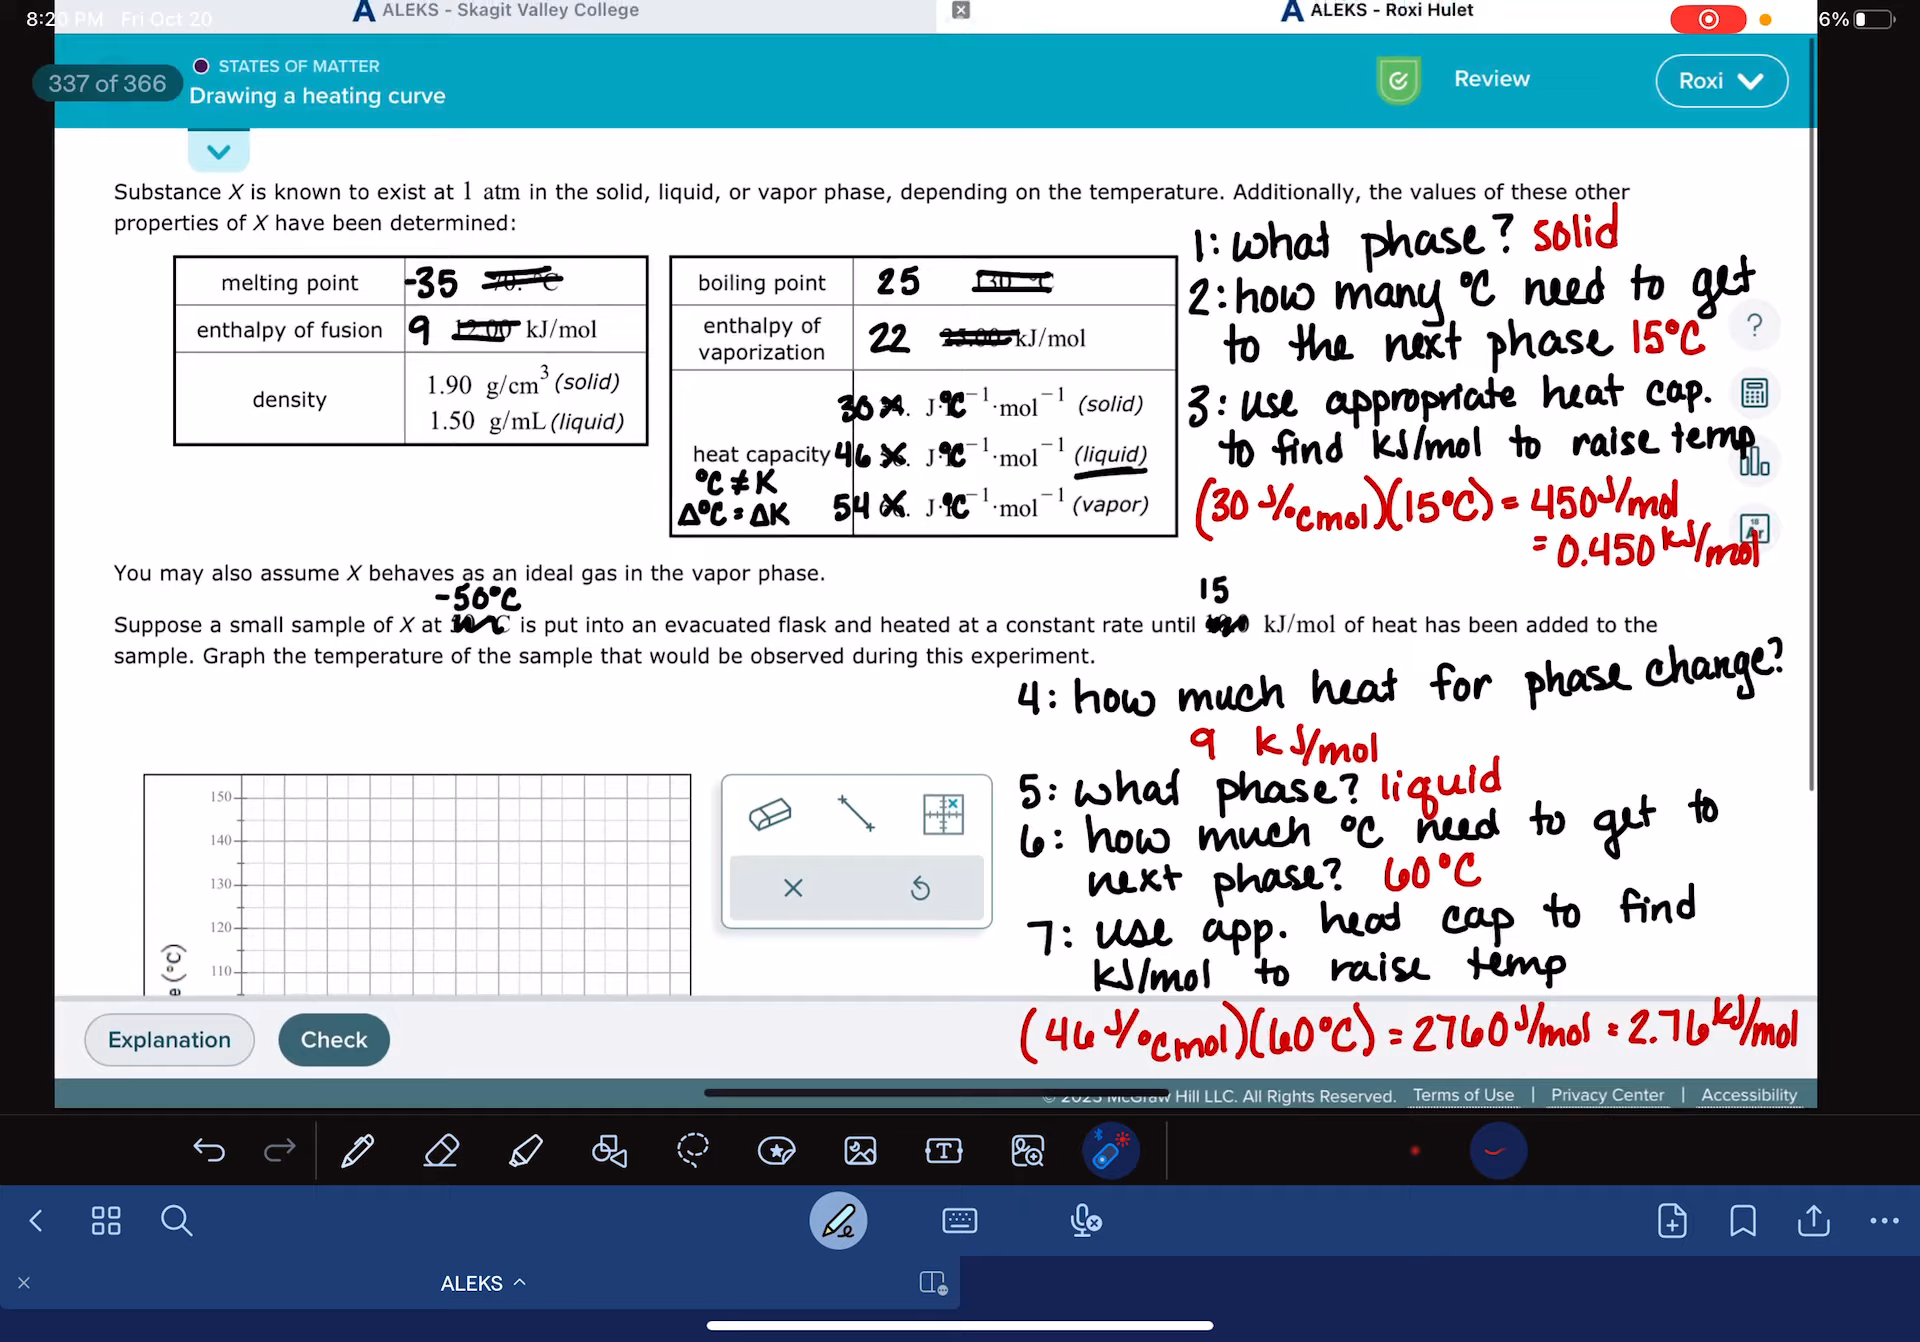 8:20 PM Fri Oct 20
ALEKS - Skagit Valley College
ALEKS - Roxi Hulet
6%
337 of 366
STATES OF MATTER
Drawing a heating curve
Review
Roxi
Substance X is known to exist at 1 atm in the solid, liquid, or vapor phase, depending on the temperature. Additionally, the values of these other
properties of X have been determined:
melting point -35 70. °C
enthalpy of fusion 9 12.00 kJ/mol
density
1.90 g/cm³ (solid)
1.50 g/mL (liquid)
boiling point 25 130 °C
enthalpy of
vaporization
22 25.00 kJ/mol
30 J·°C⁻¹·mol⁻¹ (solid)
heat capacity 46 J·°C⁻¹·mol⁻¹ (liquid)
°C ≠ K
54 J·°C⁻¹·mol⁻¹ (vapor)
Δ°C = ΔK
1: what phase? solid
2: how many °C need to get
to the next phase 15°C
3: use appropriate heat cap.
to find kJ/mol to raise temp
(30 J/°C mol)(15°C) = 450 J/mol
= 0.450 kJ/mol
?
18
Ar
You may also assume X behaves as an ideal gas in the vapor phase.
-50°C
15
Suppose a small sample of X at C is put into an evacuated flask and heated at a constant rate until kJ/mol of heat has been added to the
sample. Graph the temperature of the sample that would be observed during this experiment.
4: how much heat for phase change?
9 kJ/mol
5: what phase? liquid
6: how much °C need to get to
next phase? 60°C
7: use app. heat cap to find
kJ/mol to raise temp
(46 J/°C mol)(60°C) = 2760 J/mol = 2.76 kJ/mol
150
140
130
120
110
e (°C)
Explanation
Check
© 2023 McGraw Hill LLC. All Rights Reserved. Terms of Use | Privacy Center | Accessibility
T
ALEKS